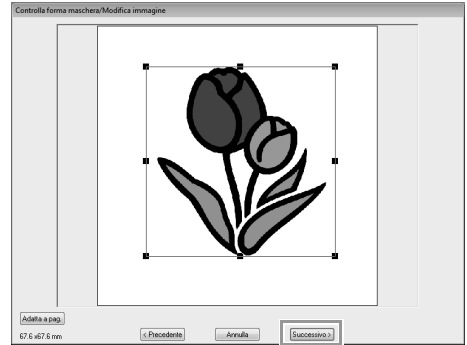 Controlla forma maschera/Modifica immagine
Adatta a pag.
67.6 x67.6 mm
< Precedente
Annulla
Successivo >